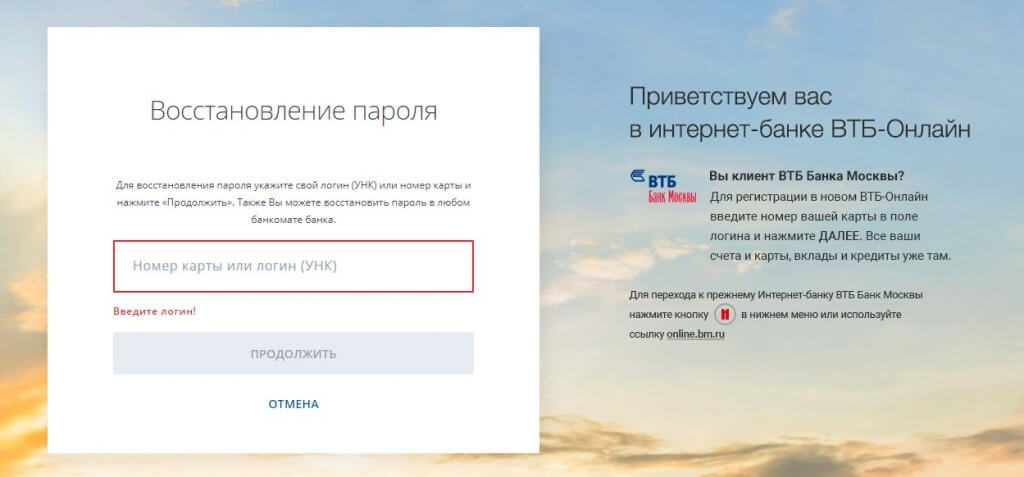 Восстановление пароля
Для восстановления пароля укажите свой логин (УНК) или номер карты и
нажмите «Продолжить». Также Вы можете восстановить пароль в любом
банкомате банка.
Номер карты или логин (УНК)
Введите логин!
ПРОДОЛЖИТЬ
ОТМЕНА
Приветствуем вас
в интернет-банке ВТБ-Онлайн
ВТБ
Банк Москвы
Вы клиент ВТБ Банка Москвы?
Для регистрации в новом ВТБ-Онлайн
введите номер вашей карты в поле
логина и нажмите ДАЛЕЕ. Все ваши
счета и карты, вклады и кредиты уже там.
Для перехода к прежнему Интернет-банку ВТБ Банк Москвы
нажмите кнопку в нижнем меню или используйте
ссылку online.bm.ru